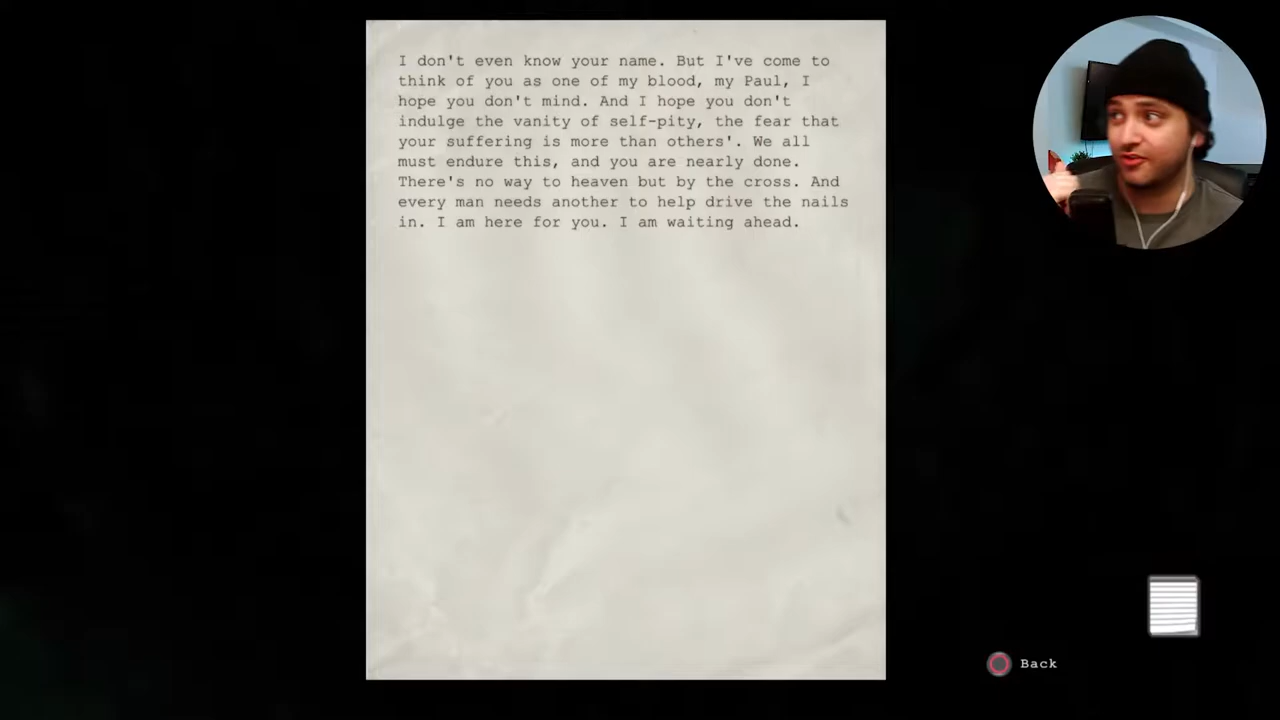 I don't even know your name. But I've come to
think of you as one of my blood, my Paul, I
hope you don't mind. And I hope you don't
indulge the vanity of self-pity, the fear that
your suffering is more than others'. We all
must endure this, and you are nearly done.
There's no way to heaven but by the cross. And
every man needs another to help drive the nails
in. I am here for you. I am waiting ahead.
Back